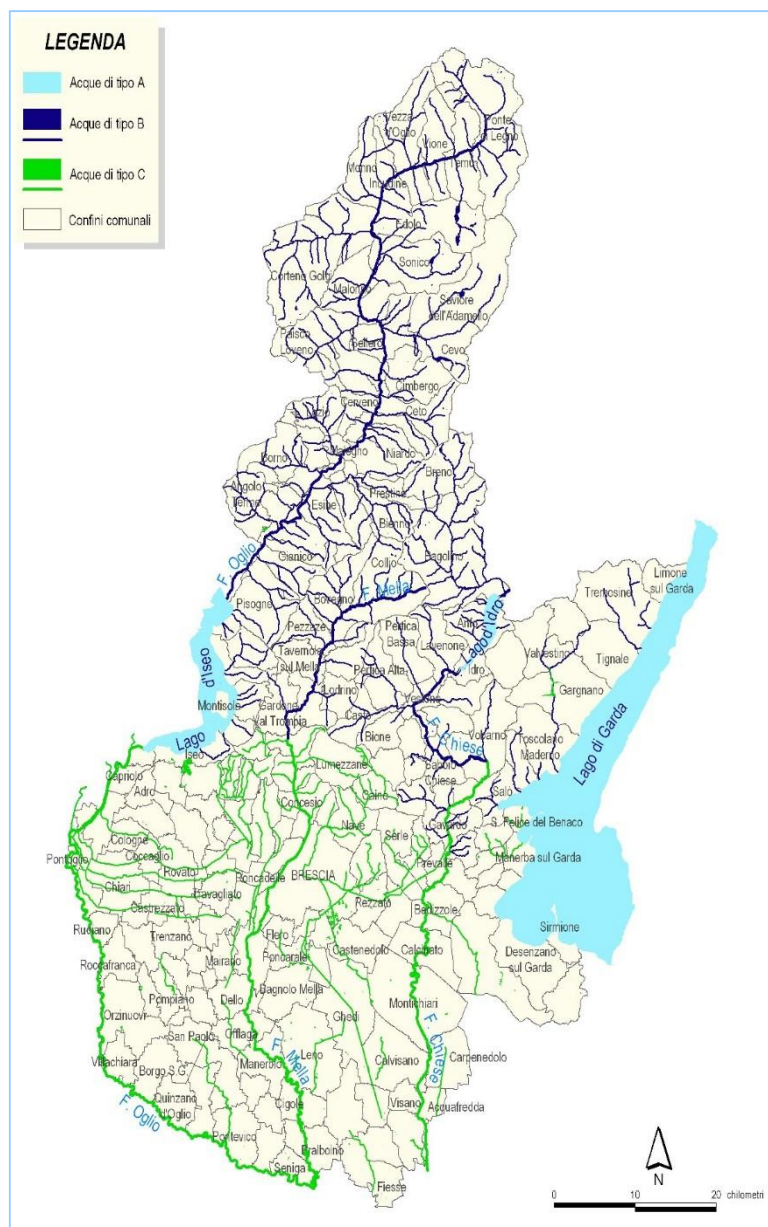 LEGENDA
Acque di tipo A
Acque di tipo B
Acque di tipo C
Confini comunali
Ponte
di Legno
Vezza
d'Oglio
Vione
Temù
Monno
Incudine
Edolo
Sonico
Corteno Golgi
Malonno
Saviore
dell'Adamello
Paisco
Loveno
Sellero
Cevo
Cimbergo
Cerveno
Ceto
Malegno
Niardo
Borno
Breno
Angolo
Terme
Prestine
Esine
Bienno
Bagolino
Gianico
Collio
F. Oglio
F. Mella
Limone
sul Garda
Tremosine
Pisogne
Bovegno
Anfo
Lago d'Idro
Pezzaze
Pertica
Bassa
Lavenone
Valvestino
Tignale
Tavernole
sul Mella
Pertica Alta
Idro
Gargnano
Lago d'Iseo
Lodrino
Vestone
Montisola
Gardone
Val Trompia
Casto
Bione
F. Chiese
Vobarno
Toscolano
Maderno
Lago di Garda
Iseo
Lumezzane
Sabbio
Chiese
Capriolo
Adro
Concesio
Caino
Salò
Gavardo
S. Felice del Benaco
Cologne
Nave
Serle
Coccaglio
Prevalle
Manerba sul Garda
Pontoglio
Rovato
Roncadelle
BRESCIA
Chiari
Travagliato
Rezzato
Castrezzato
Bedizzole
Sirmione
Rudiano
Trenzano
Flero
Castenedolo
Calcinato
Desenzano
sul Garda
Roccafranca
Mairano
Poncarale
Pompiano
Dello
Bagnolo Mella
Montichiari
Orzinuovi
Ghedi
San Paolo
Offlaga
F. Mella
Leno
Calvisano
F. Chiese
Carpenedolo
Villachiara
Borgo S.G.
Manerbio
Quinzano
d'Oglio
Cigole
Visano
Acquafredda
F. Oglio
Pontevico
Pralboino
Seniga
Fiesse
N
0 10 20 chilometri